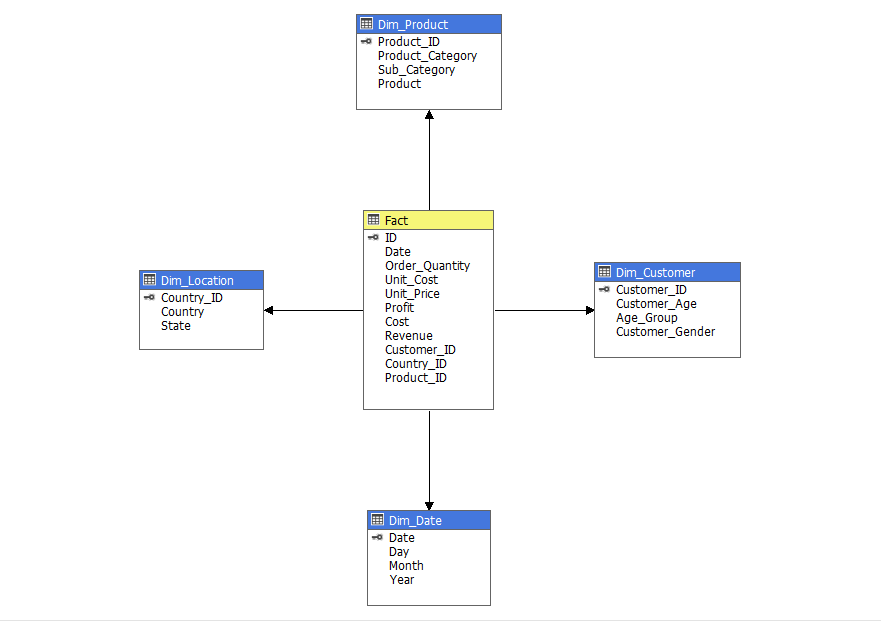 Dim_Product
Product_ID
Product_Category
Sub_Category
Product
Fact
ID
Date
Order_Quantity
Unit_Cost
Unit_Price
Profit
Cost
Revenue
Customer_ID
Country_ID
Product_ID
Dim_Location
Country_ID
Country
State
Dim_Customer
Customer_ID
Customer_Age
Age_Group
Customer_Gender
Dim_Date
Date
Day
Month
Year